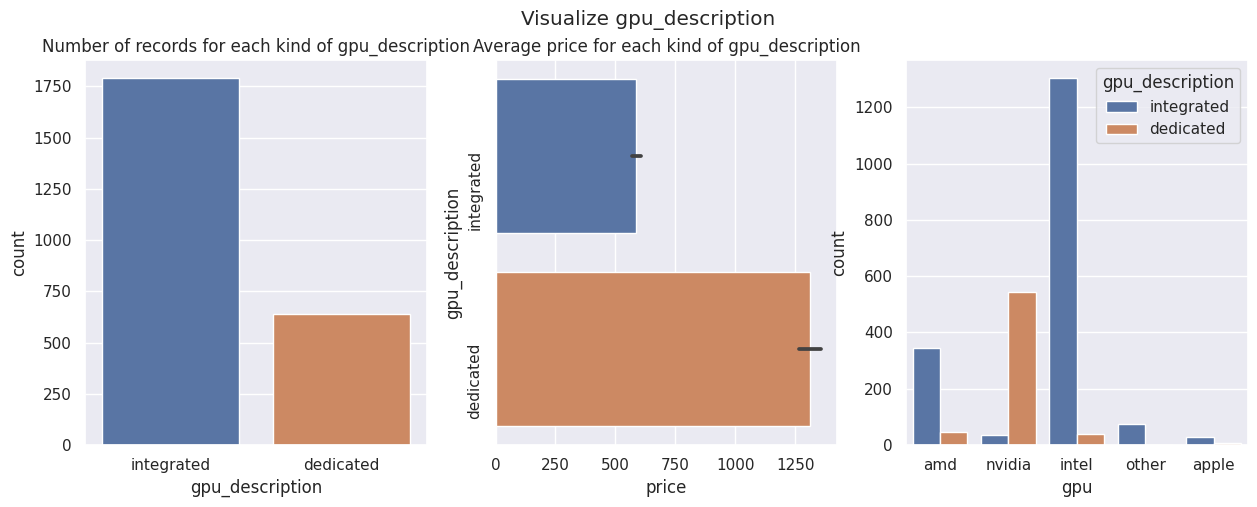 Visualize gpu_description
Number of records for each kind of gpu_description
1750
1500
1250
1000
750
500
250
0
count
integrated
dedicated
gpu_description
Average price for each kind of gpu_description
integrated
dedicated
gpu_description
0
250
500
750
1000
1250
price
gpu_description
integrated
dedicated
1200
1000
800
600
400
200
0
count
amd
nvidia
intel
other
apple
gpu